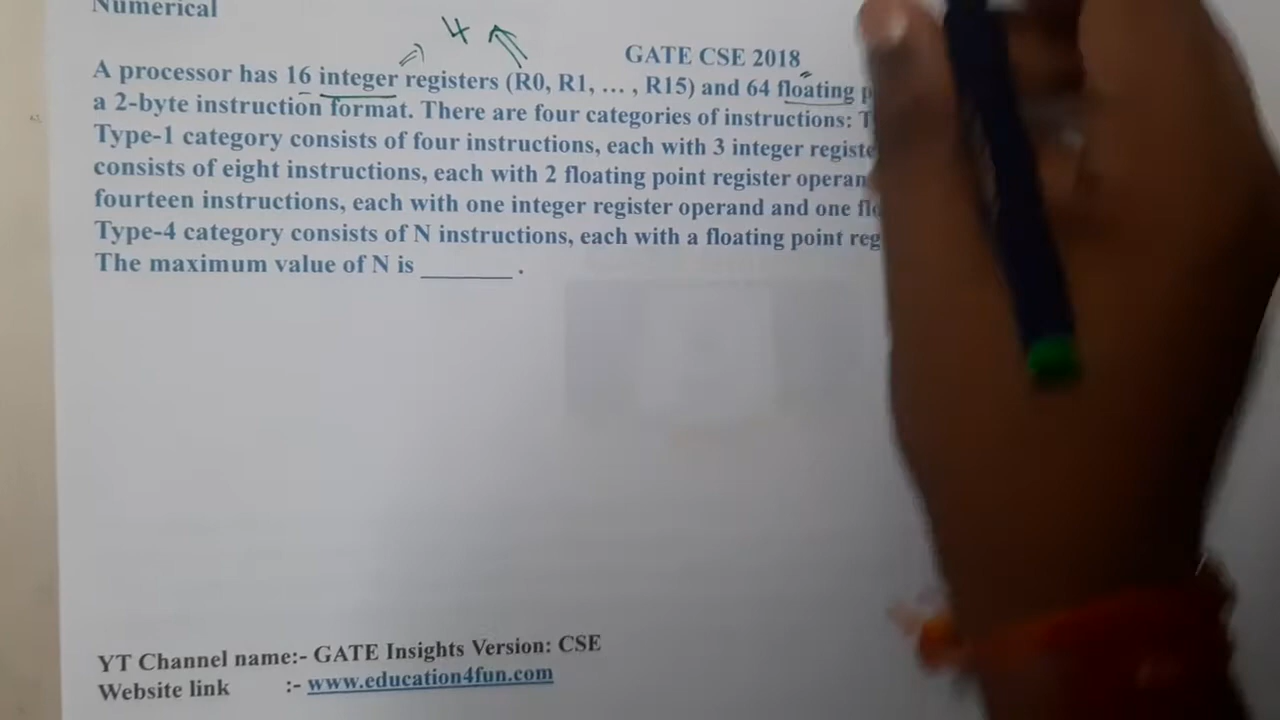 Numerical
4
GATE CSE 2018
A processor has 16 integer registers (R0, R1, … , R15) and 64 floating
a 2-byte instruction format. There are four categories of instructions:
Type-1 category consists of four instructions, each with 3 integer
consists of eight instructions, each with 2 floating point register
fourteen instructions, each with one integer register operand and one
Type-4 category consists of N instructions, each with a floating point
The maximum value of N is _______ .
YT Channel name:- GATE Insights Version: CSE
Website link :- www.education4fun.com